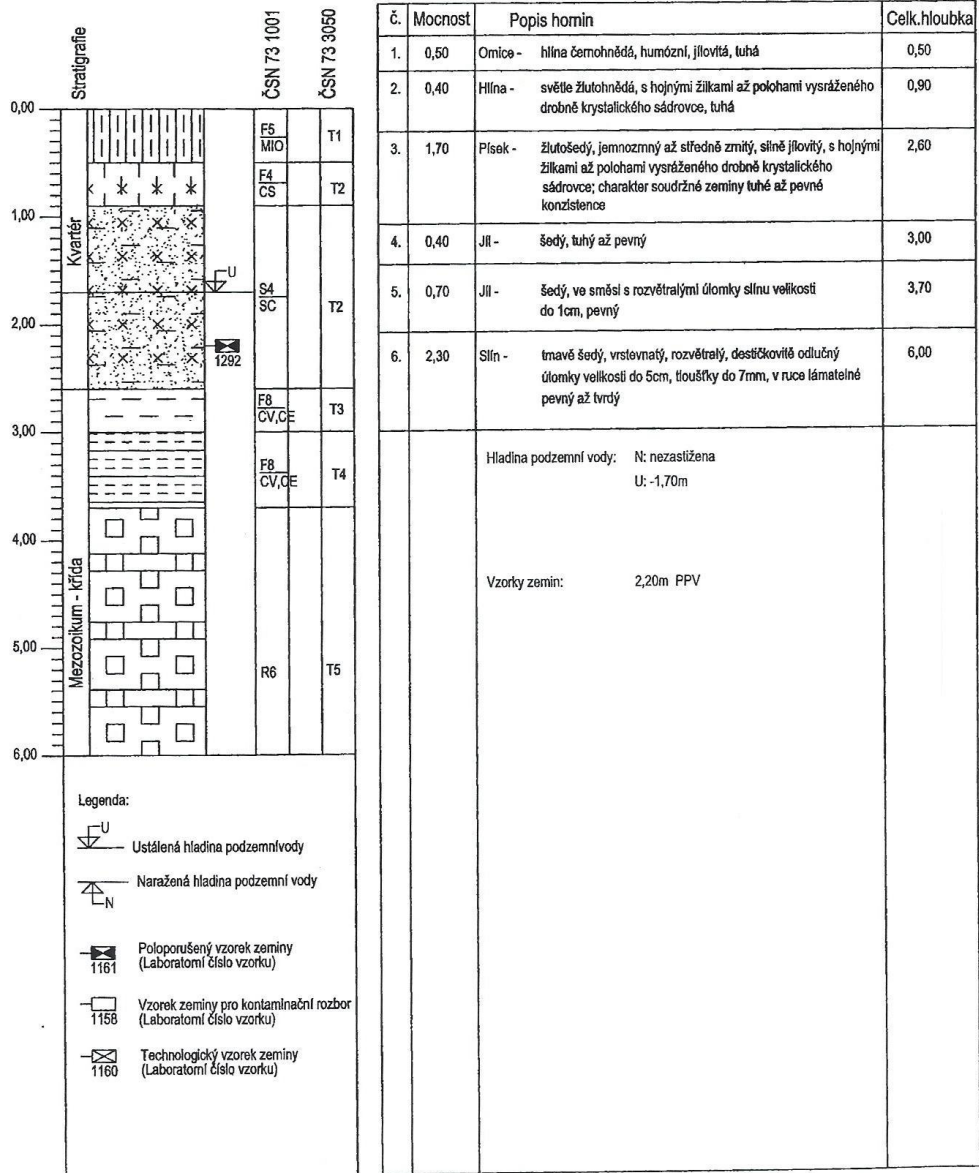 Stratigrafie
ČSN 73 1001
ČSN 73 3050
0,00
1,00
2,00
3,00
4,00
5,00
6,00
Kvartér
Mezozoikum - křída
F5
MIO
T1
F4
CS
T2
U
S4
SC
T2
1292
F8
CV,CE
T3
F8
CV,CE
T4
R6
T5
Legenda:
U
Ustálená hladina podzemnívody
Naražená hladina podzemní vody
N
Poloporušený vzorek zeminy
1161 (Laboratorní číslo vzorku)
Vzorek zeminy pro kontaminační rozbor
1158 (Laboratorní číslo vzorku)
Technologický vzorek zeminy
1160 (Laboratorní číslo vzorku)
č. Mocnost Popis hornin Celk.hloubka
1. 0,50 Ornice - hlína černohnědá, humózní, jílovitá, tuhá 0,50
2. 0,40 Hlína - světle žlutohnědá, s hojnými žilkami až polohami vysráženého 0,90
drobně krystalického sádrovce, tuhá
3. 1,70 Písek - žlutošedý, jemnozrnný až středně zrnitý, silně jílovitý, s hojnými 2,60
žilkami až polohami vysráženého drobně krystalického
sádrovce; charakter soudržné zeminy tuhé až pevné
konzistence
4. 0,40 Jíl - šedý, tuhý až pevný 3,00
5. 0,70 Jíl - šedý, ve směsi s rozvětralými úlomky slínu velikosti 3,70
do 1cm, pevný
6. 2,30 Slín - tmavě šedý, vrstevnatý, rozvětralý, destičkovitě odlučný 6,00
úlomky velikosti do 5cm, tloušťky do 7mm, v ruce lámatelné
pevný až tvrdý
Hladina podzemní vody: N: nezastižena
U: -1,70m
Vzorky zemin: 2,20m PPV